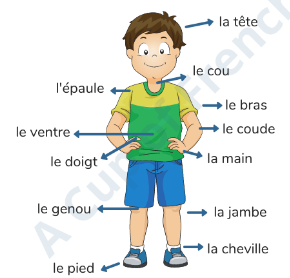 la tête
le cou
l'épaule
le bras
le ventre
le coude
le doigt
la main
le genou
la jambe
la cheville
le pied